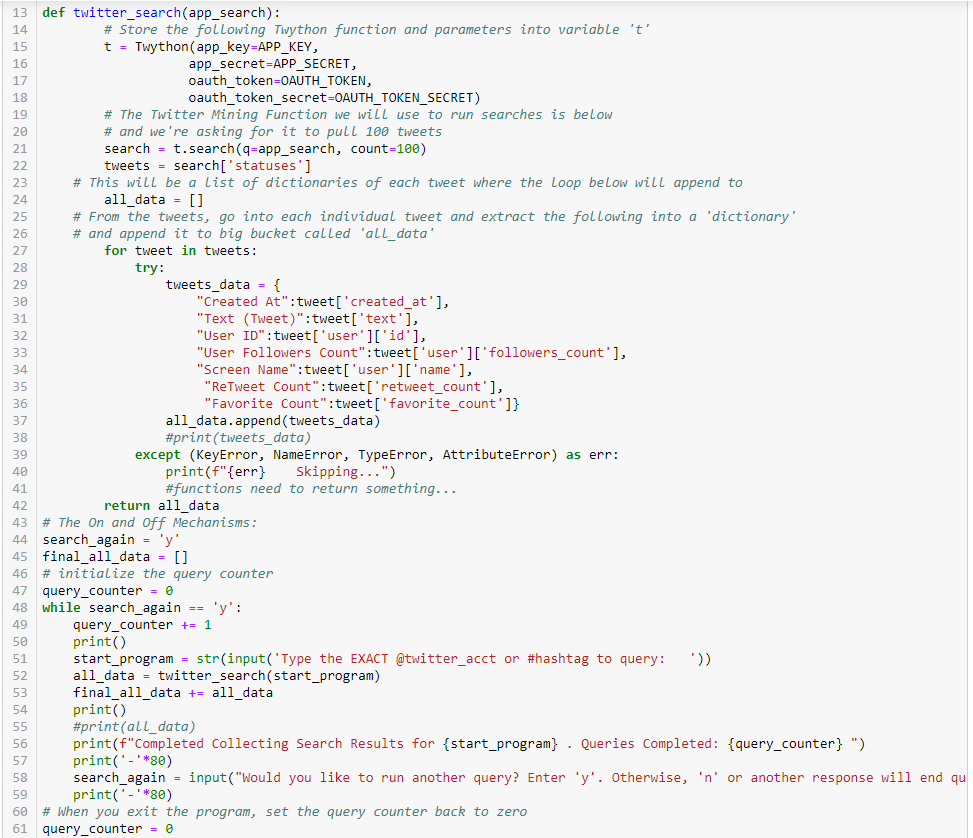 13 def twitter_search(app_search):
14         # Store the following Twython function and parameters into variable 't'
15         t = Twython(app_key=APP_KEY,
16                    app_secret=APP_SECRET,
17                    oauth_token=OAUTH_TOKEN,
18                    oauth_token_secret=OAUTH_TOKEN_SECRET)
19         # The Twitter Mining Function we will use to run searches is below
20         # and we're asking for it to pull 100 tweets
21         search = t.search(q=app_search, count=100)
22         tweets = search['statuses']
23     # This will be a list of dictionaries of each tweet where the loop below will append to
24         all_data = []
25     # From the tweets, go into each individual tweet and extract the following into a 'dictionary'
26     # and append it to big bucket called 'all_data'
27         for tweet in tweets:
28             try:
29                 tweets_data = {
30                     "Created At":tweet['created_at'],
31                     "Text (Tweet)":tweet['text'],
32                     "User ID":tweet['user']['id'],
33                     "User Followers Count":tweet['user']['followers_count'],
34                     "Screen Name":tweet['user']['name'],
35                      "ReTweet Count":tweet['retweet_count'],
36                      "Favorite Count":tweet['favorite_count']}
37                 all_data.append(tweets_data)
38                 #print(tweets_data)
39             except (KeyError, NameError, TypeError, AttributeError) as err:
40                 print(f"{err}    Skipping...")
41                 #functions need to return something...
42         return all_data
43 # The On and Off Mechanisms:
44 search_again = 'y'
45 final_all_data = []
46 # initialize the query counter
47 query_counter = 0
48 while search_again == 'y':
49     query_counter += 1
50     print()
51     start_program = str(input('Type the EXACT @twitter_acct or #hashtag to query:   '))
52     all_data = twitter_search(start_program)
53     final_all_data += all_data
54     print()
55     #print(all_data)
56     print(f"Completed Collecting Search Results for {start_program} . Queries Completed: {query_counter} ")
57     print('-'*80)
58     search_again = input("Would you like to run another query? Enter 'y'. Otherwise, 'n' or another response will end qu
59     print('-'*80)
60 # When you exit the program, set the query counter back to zero
61 query_counter = 0